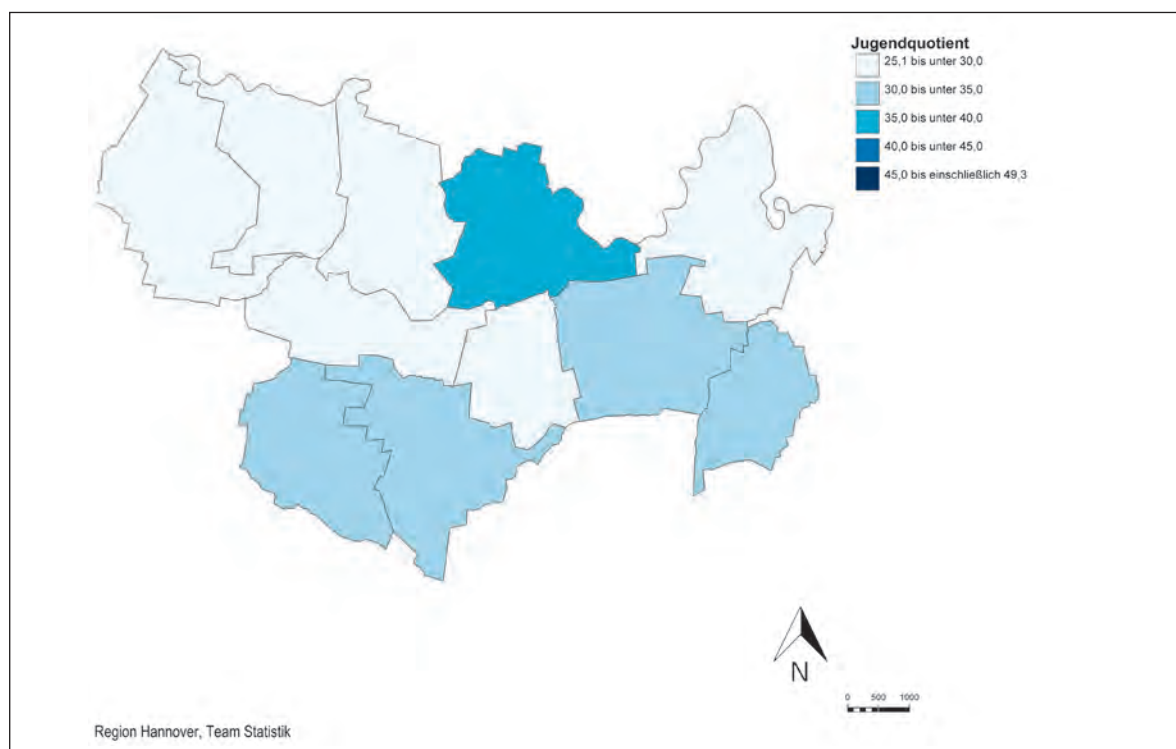 Jugendquotient
25,1 bis unter 30,0
30,0 bis unter 35,0
35,0 bis unter 40,0
40,0 bis unter 45,0
45,0 bis einschließlich 49,3
N
0 500 1000
Region Hannover, Team Statistik